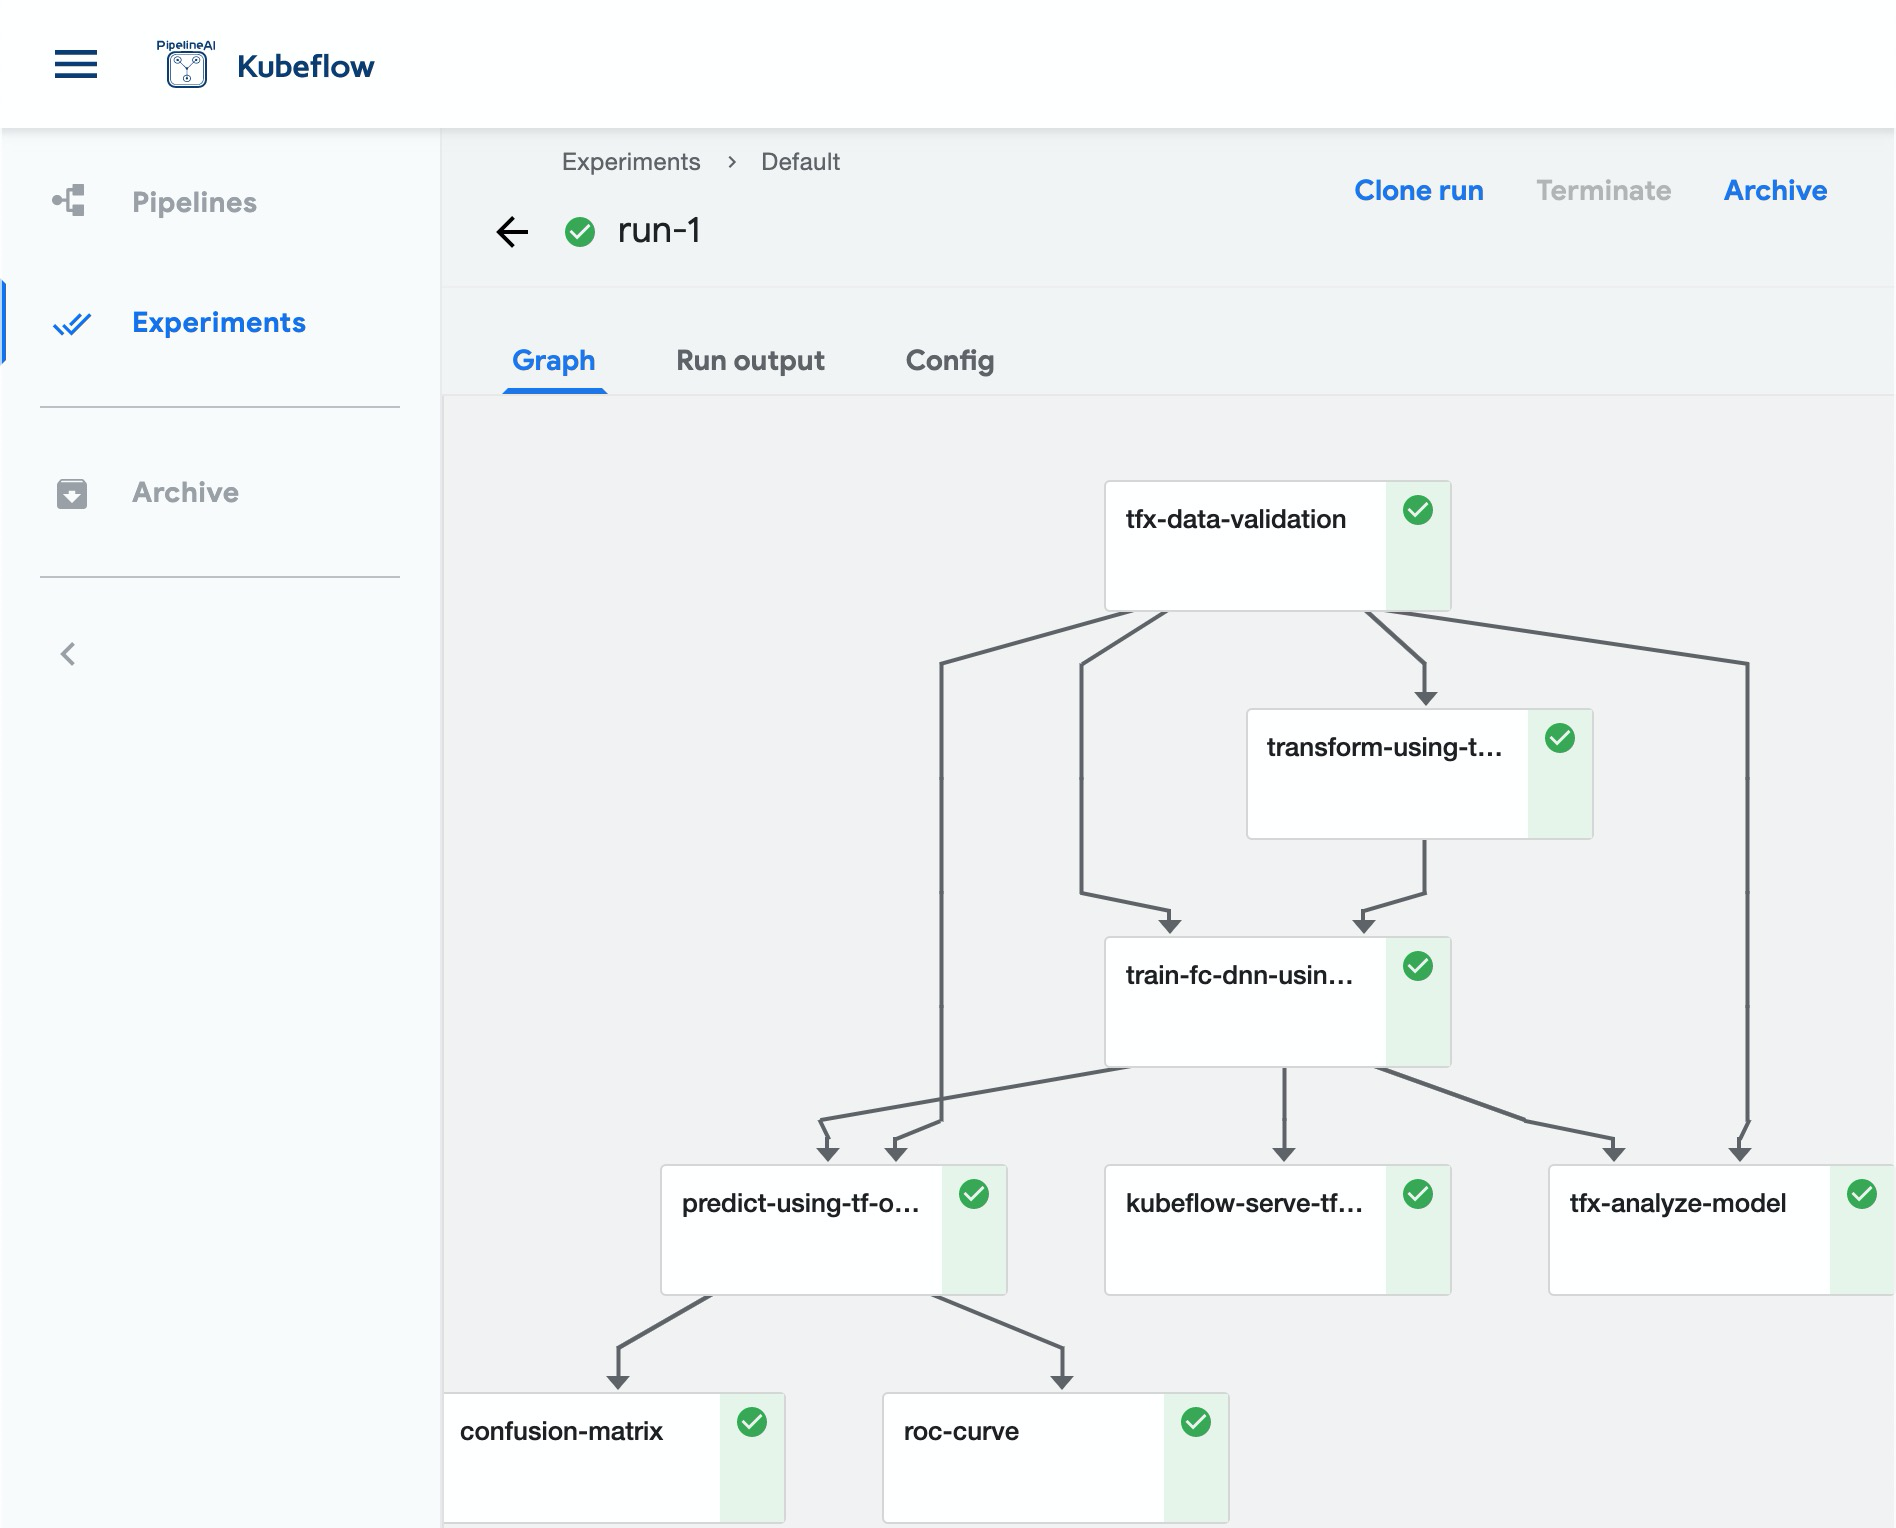 PipelineAI
Kubeflow
Pipelines
Experiments
Archive
Experiments > Default
run-1
Clone run
Terminate
Archive
Graph
Run output
Config
tfx-data-validation
transform-using-t...
train-fc-dnn-usin...
predict-using-tf-o...
kubeflow-serve-tf...
tfx-analyze-model
confusion-matrix
roc-curve